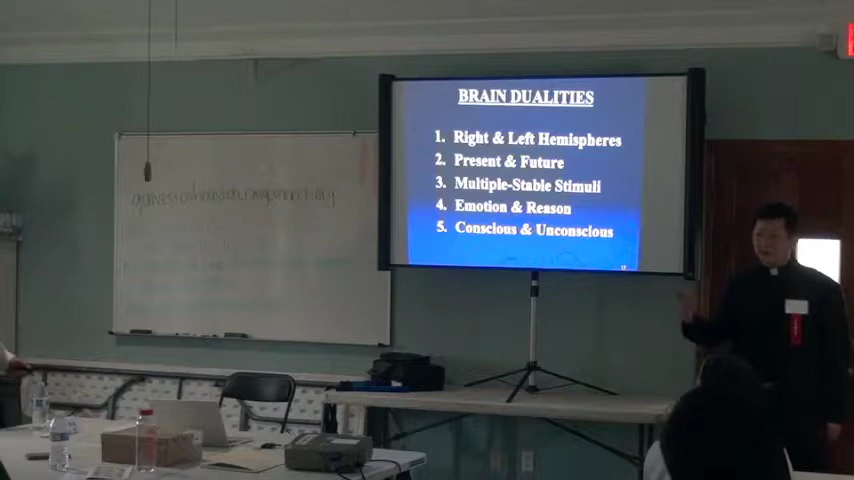 BRAIN DUALITIES
1. Right & Left Hemispheres
2. Present & Future
3. Multiple-Stable Stimuli
4. Emotion & Reason
5. Conscious & Unconscious